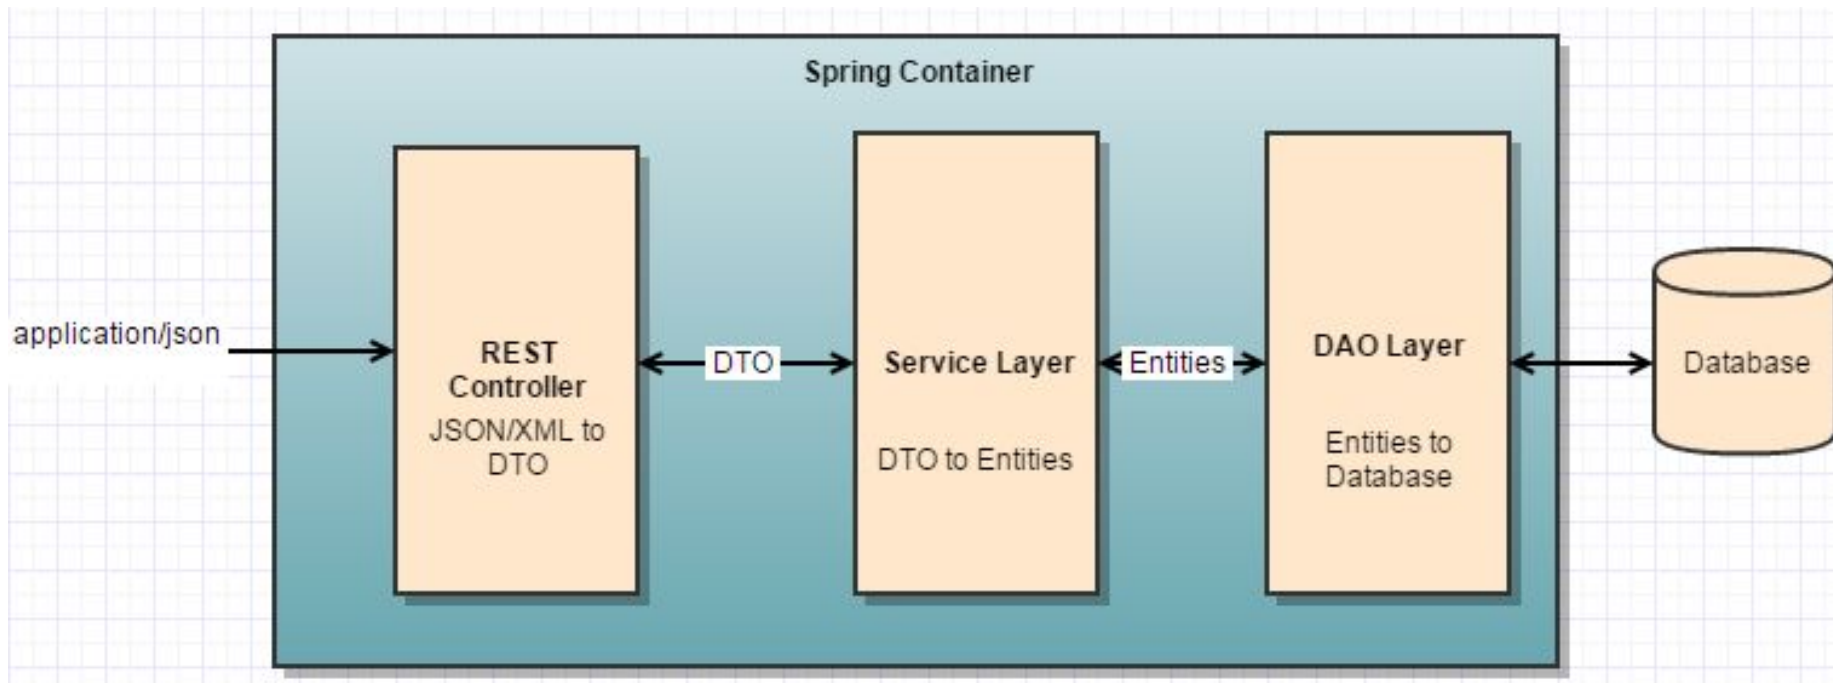 Spring Container
application/json
REST
Controller
JSON/XML to
DTO
DTO
Service Layer
DTO to Entities
Entities
DAO Layer
Entities to
Database
Database